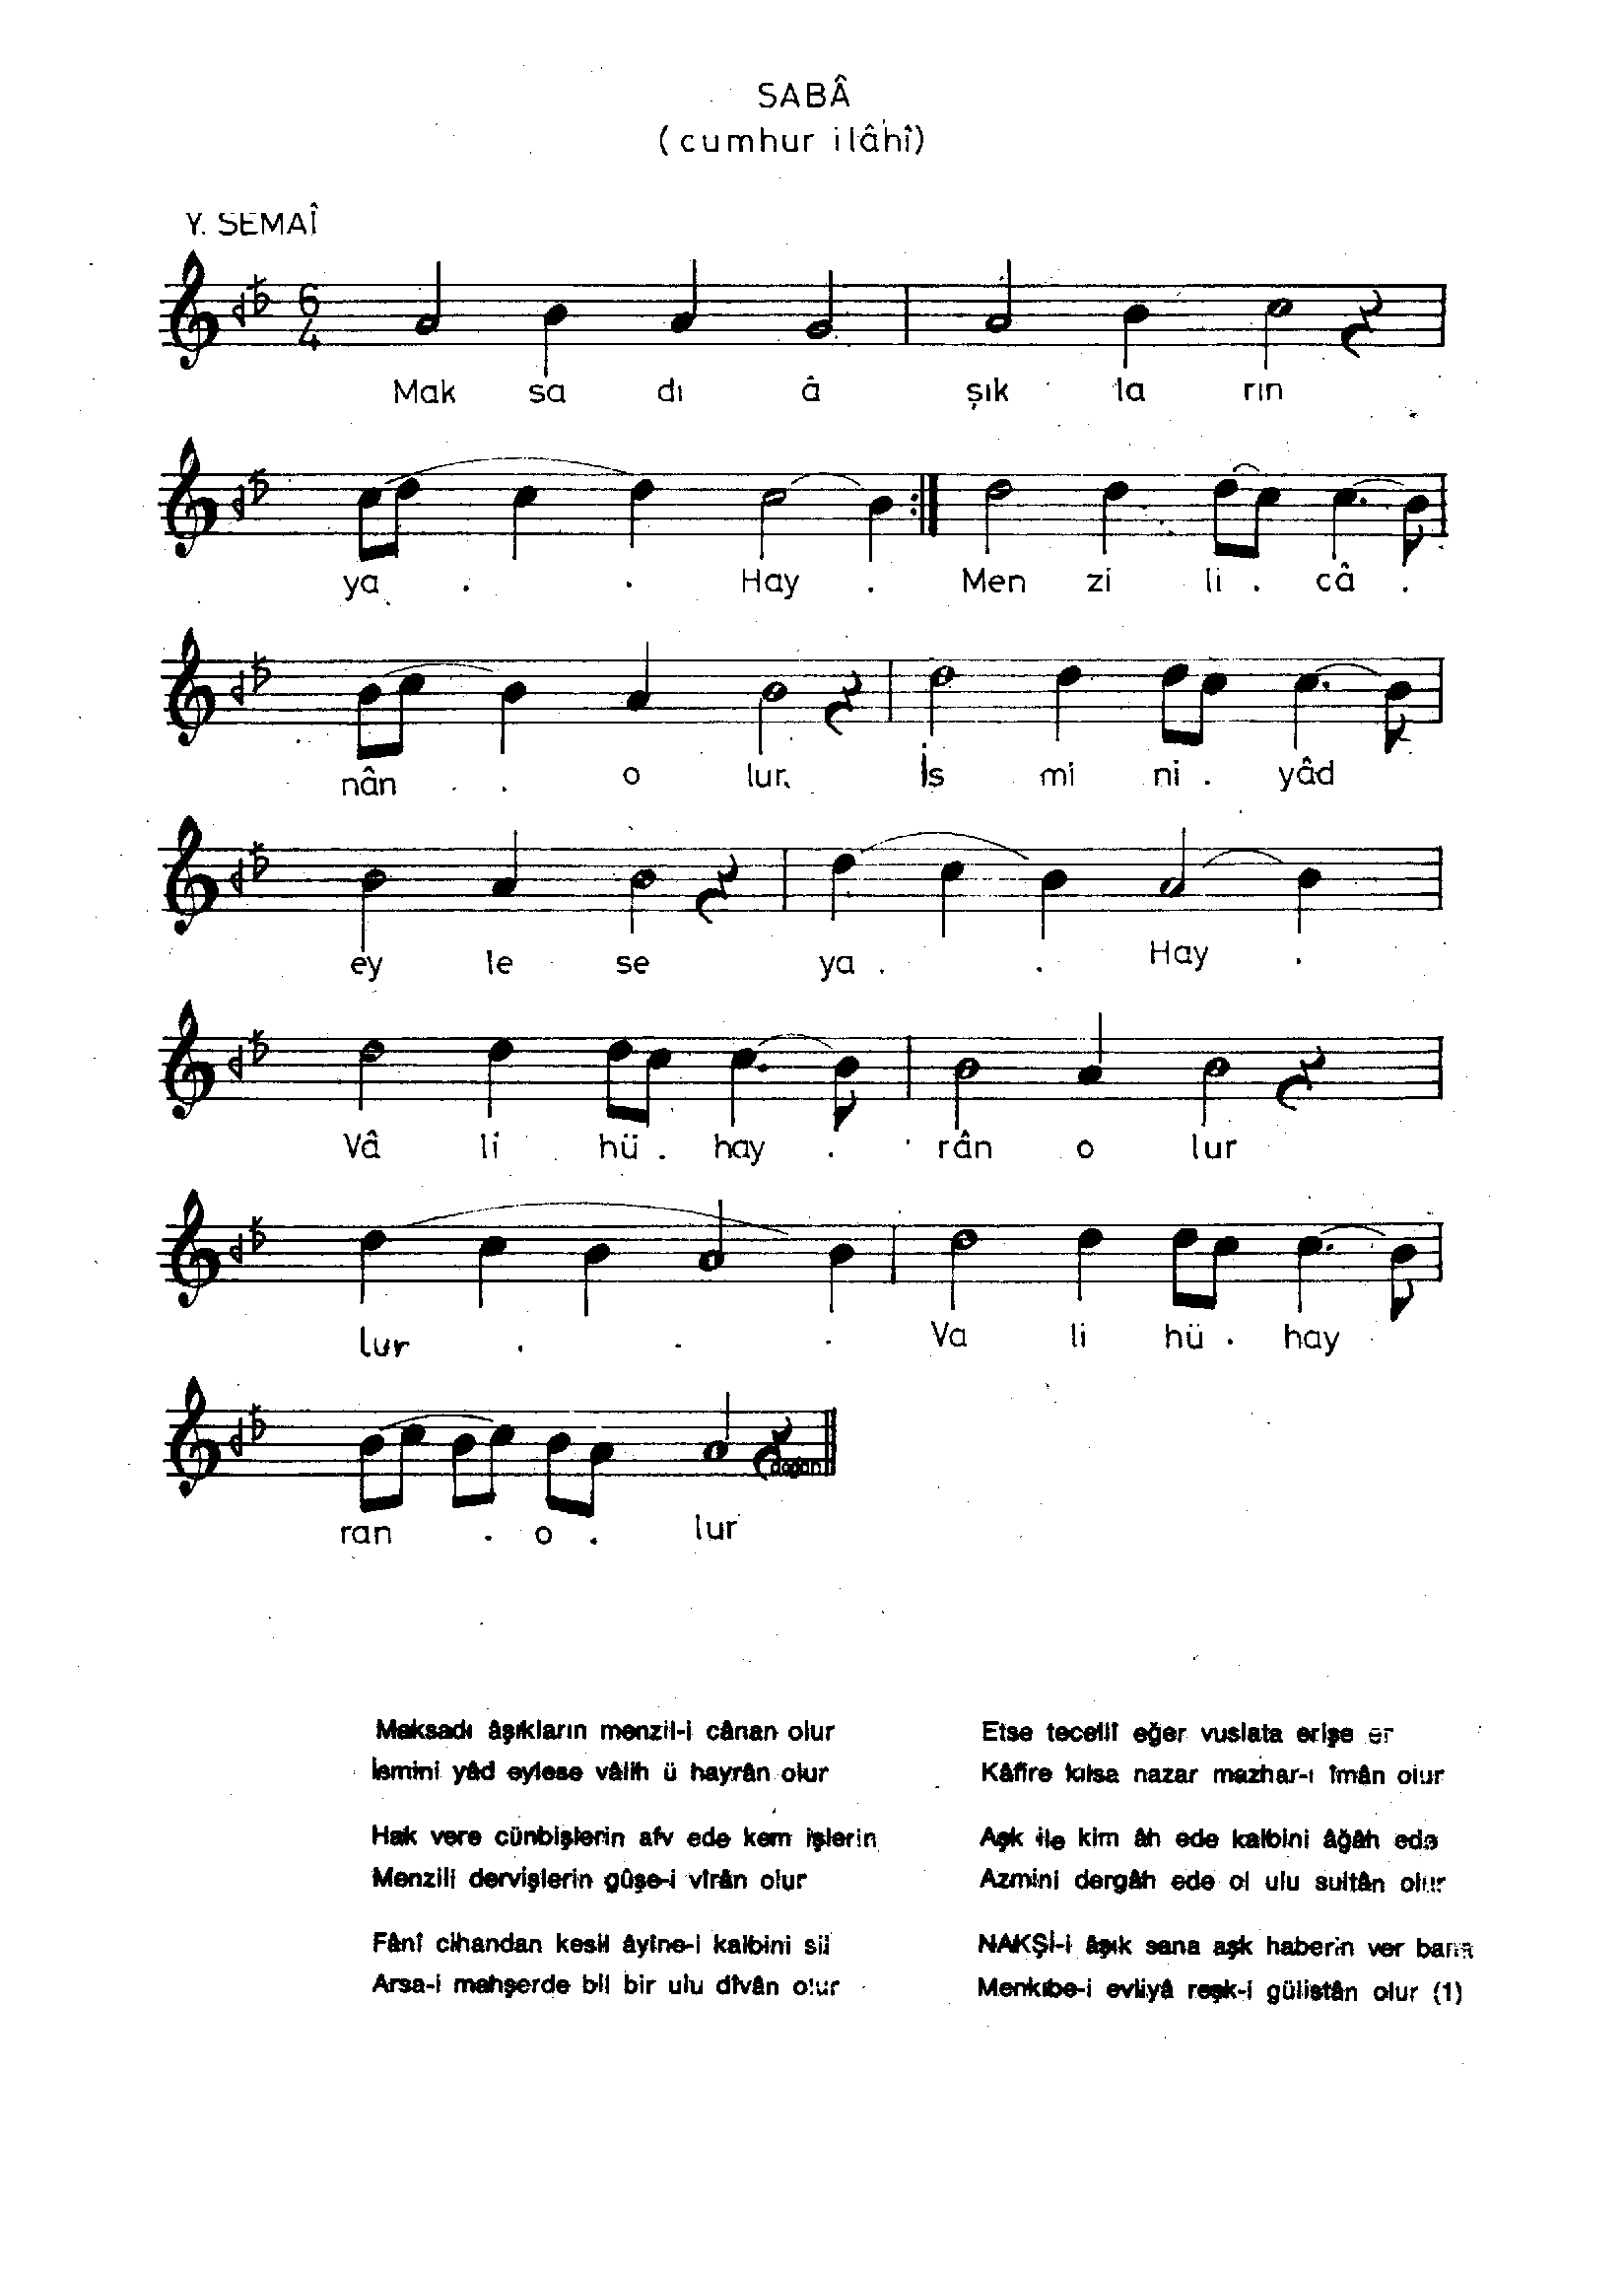 SABÂ
(cumhur ilâhî)
Y. SEMAÎ
6
4
Mak sa dı â şık la rın
ya . . Hay . Men zi li . câ .
nân . . o lur. İs mi ni . yâd
ey le se ya . . Hay .
Vâ li hü . hay . rân o lur
lur . . . Va li hü . hay
ran . o . lur
doğan
Maksadı âşıkların menzil-i cânan olur
İsmini yâd eylese vâlih ü hayrân olur
Hak vere cünbişlerin afv ede kem işlerin
Menzili dervişlerin gûşe-i vîrân olur
Fânî cihandan kesil âyîne-i kalbini sil
Arsa-i mahşerde bil bir ulu dîvân olur
Etse tecellî eğer vuslata erişe er
Kâfire kılsa nazar mazhar-ı îmân olur
Aşk ile kim âh ede kalbini âğâh ede
Azmini dergâh ede ol ulu sultân olur
NAKŞİ-i âşık sana aşk haberin ver bana
Menkıbe-i evliyâ reşk-i gülistân olur (1)